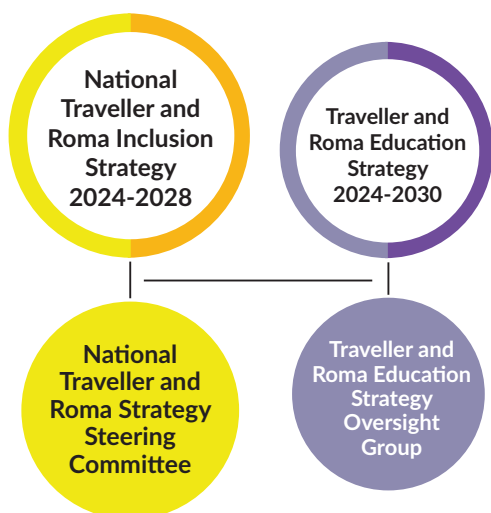 National
Traveller and
Roma Inclusion
Strategy
2024-2028
Traveller and
Roma Education
Strategy
2024-2030
National
Traveller and
Roma Strategy
Steering
Committee
Traveller and
Roma Education
Strategy
Oversight
Group